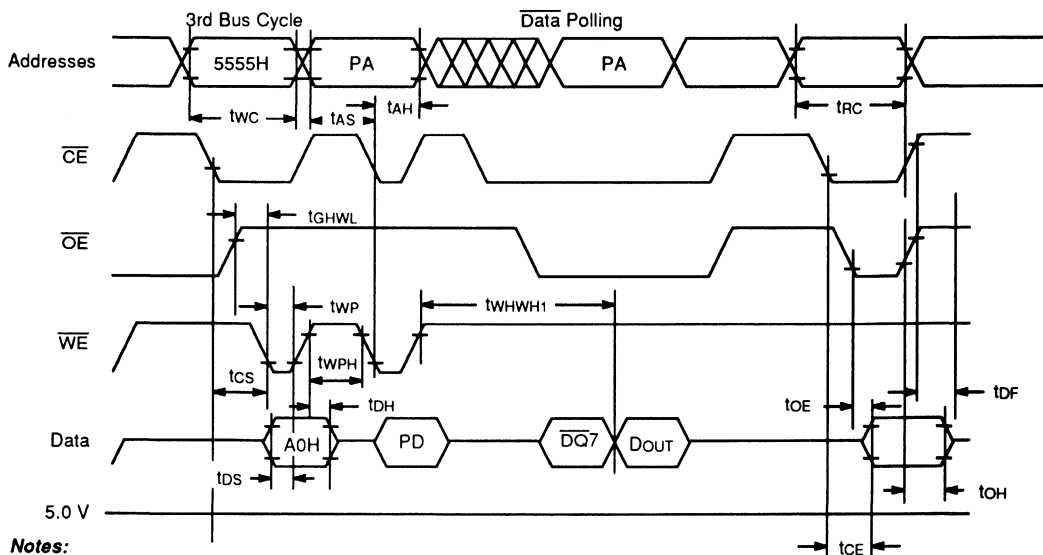 3rd Bus Cycle
Data Polling
Addresses
5555H
PA
PA
tWC
tAS
tAH
tRC
CE
tGHWL
OE
tWP
tWHWH1
WE
tCS
tWPH
tDH
tOE
tDF
Data
A0H
PD
DQ7
DOUT
tDS
tOH
5.0 V
tCE
Notes: